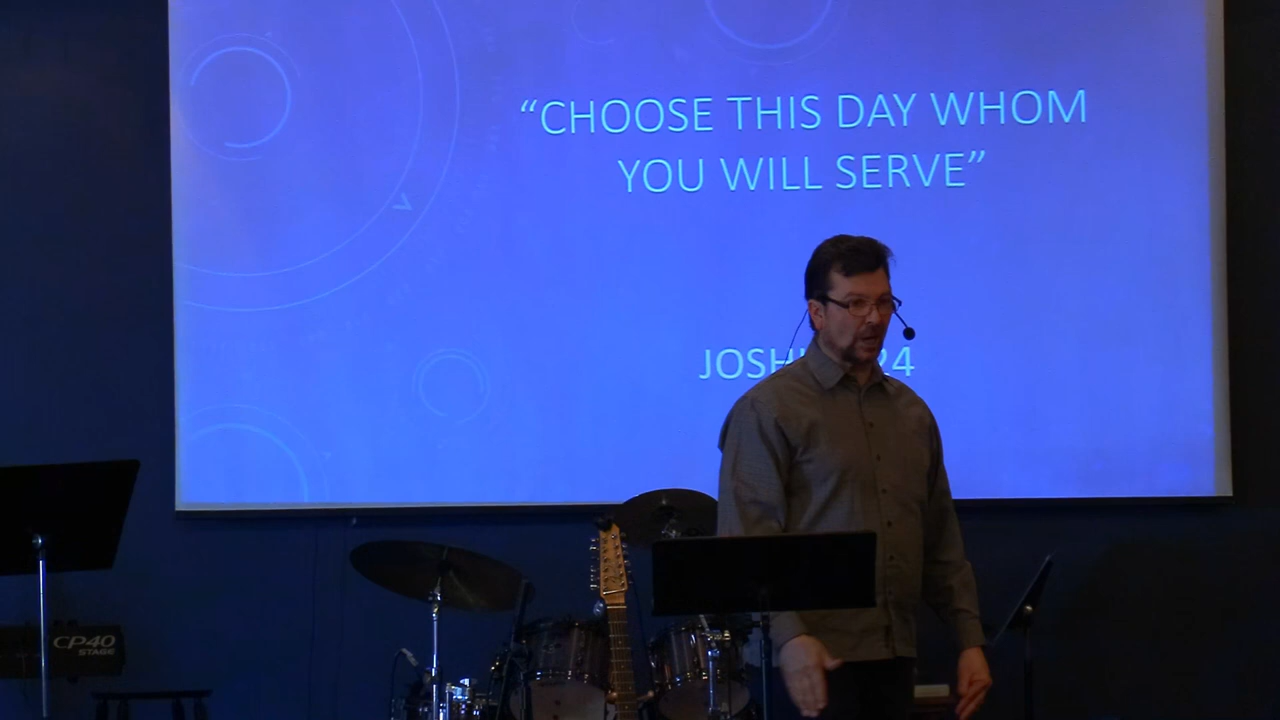 “CHOOSE THIS DAY WHOM
YOU WILL SERVE”
JOSH 24
CP40
STAGE